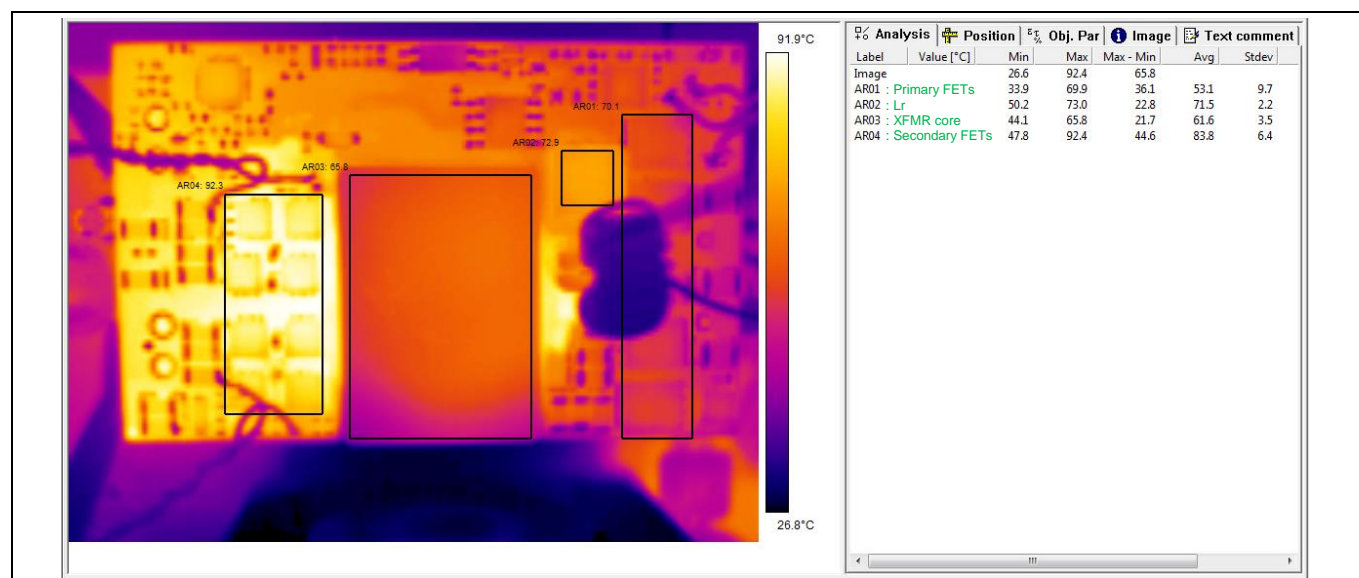 91.9°C
AR01: 70.1
AR02: 72.9
AR03: 65.8
AR04: 92.3
26.8°C
Analysis Position Obj. Par Image Text comment
Label Value [°C] Min Max Max - Min Avg Stdev
Image 26.6 92.4 65.8
AR01 : Primary FETs 33.9 69.9 36.1 53.1 9.7
AR02 : Lr 50.2 73.0 22.8 71.5 2.2
AR03 : XFMR core 44.1 65.8 21.7 61.6 3.5
AR04 : Secondary FETs 47.8 92.4 44.6 83.8 6.4